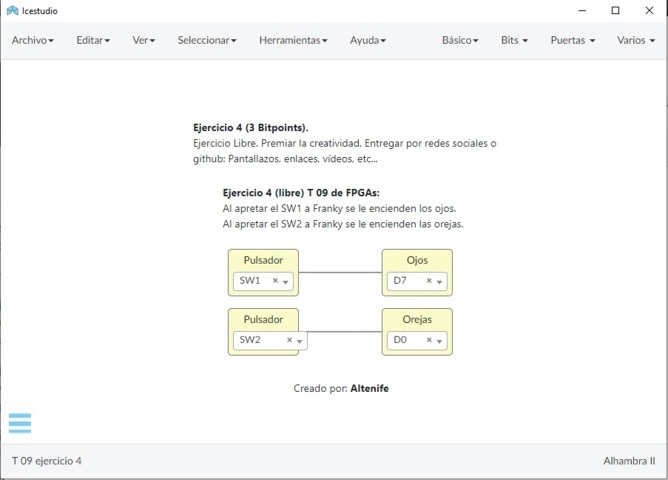 Icestudio
Archivo Editar Ver Seleccionar Herramientas Ayuda Básico Bits Puertas Varios
Ejercicio 4 (3 Bitpoints).
Ejercicio Libre. Premiar la creatividad. Entregar por redes sociales o
github: Pantallazos, enlaces, vídeos, etc...
Ejercicio 4 (libre) T 09 de FPGAs:
Al apretar el SW1 a Franky se le encienden los ojos.
Al apretar el SW2 a Franky se le encienden las orejas.
Pulsador Ojos
SW1 D7
Pulsador Orejas
SW2 D0
Creado por: Altenife
T 09 ejercicio 4 Alhambra II